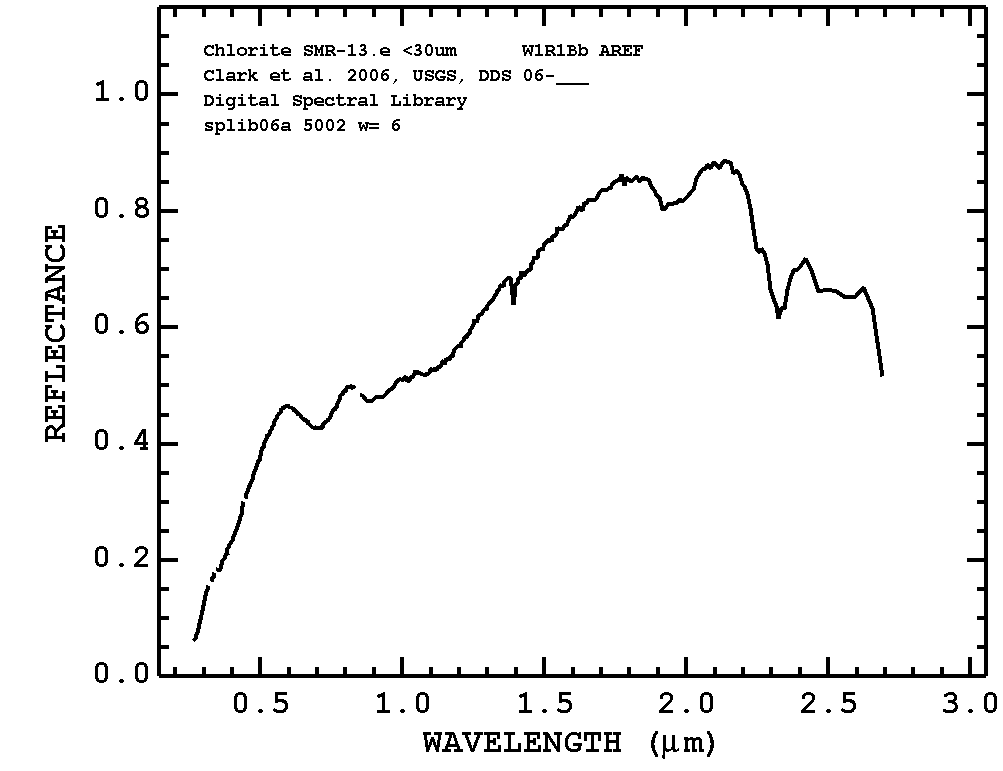 Chlorite SMR-13.e <30um W1R1Bb AREF
Clark et al. 2006, USGS, DDS 06-___
Digital Spectral Library
splib06a 5002 w= 6
1.0
0.8
0.6
0.4
0.2
0.0
REFLECTANCE
0.5 1.0 1.5 2.0 2.5 3.0
WAVELENGTH (μm)